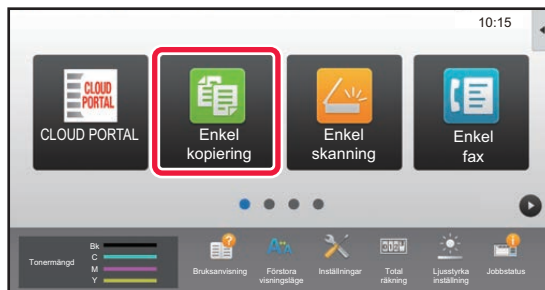 10:15
CLOUD
PORTAL
CLOUD PORTAL
Enkel
kopiering
Enkel
skanning
Enkel
fax
Tonermängd
Bk
C
M
Y
Bruksanvisning
Förstora
visningsläge
Inställningar
Total
räkning
Ljusstyrka
inställning
Jobbstatus